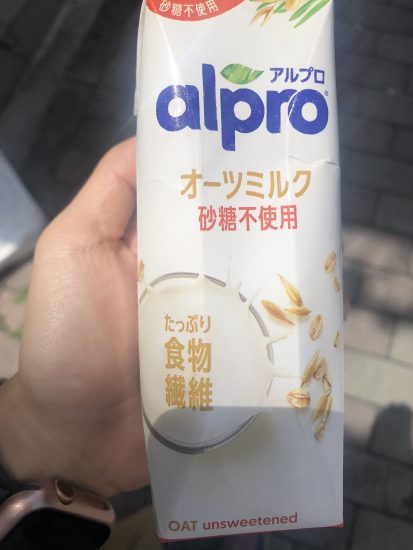 砂糖不使用
アルプロ
alpro®
オーツミルク
砂糖不使用
たっぷり
食物
繊維
OAT unsweetened